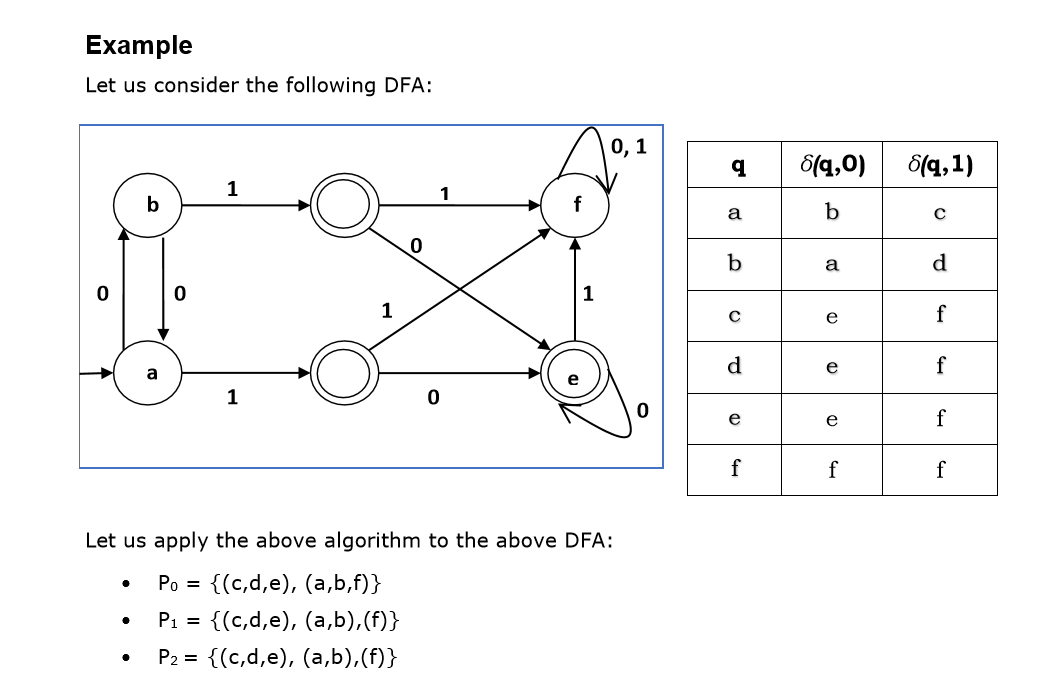 Example
Let us consider the following DFA:
0, 1
b
1
1
f
0
0
0
1
1
a
1
0
e
0
q δ(q,0) δ(q,1)
a b c
b a d
c e f
d e f
e e f
f f f
Let us apply the above algorithm to the above DFA:
• P₀ = {(c,d,e), (a,b,f)}
• P₁ = {(c,d,e), (a,b),(f)}
• P₂ = {(c,d,e), (a,b),(f)}